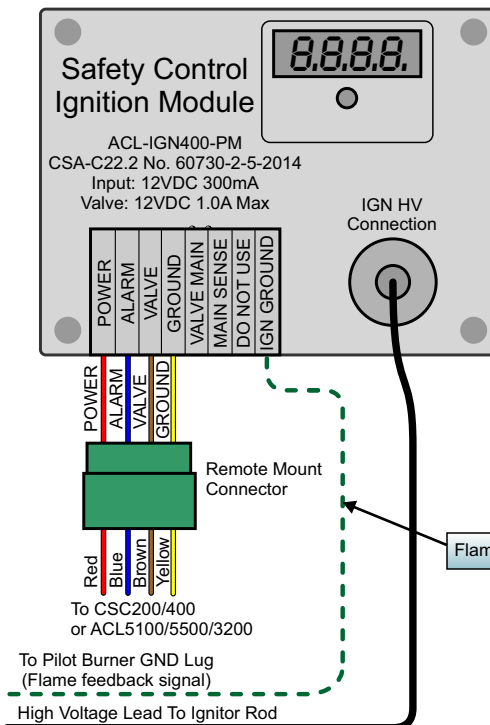 8.8.8.8.
Safety Control
Ignition Module
ACL-IGN400-PM
CSA-C22.2 No. 60730-2-5-2014
Input: 12VDC 300mA
Valve: 12VDC 1.0A Max
IGN HV
Connection
POWER
ALARM
VALVE
GROUND
VALVE MAIN
MAIN SENSE
DO NOT USE
IGN GROUND
POWER
ALARM
VALVE
GROUND
Remote Mount
Connector
Red
Blue
Brown
Yellow
Flam
To CSC200/400
or ACL5100/5500/3200
To Pilot Burner GND Lug
(Flame feedback signal)
High Voltage Lead To Ignitor Rod